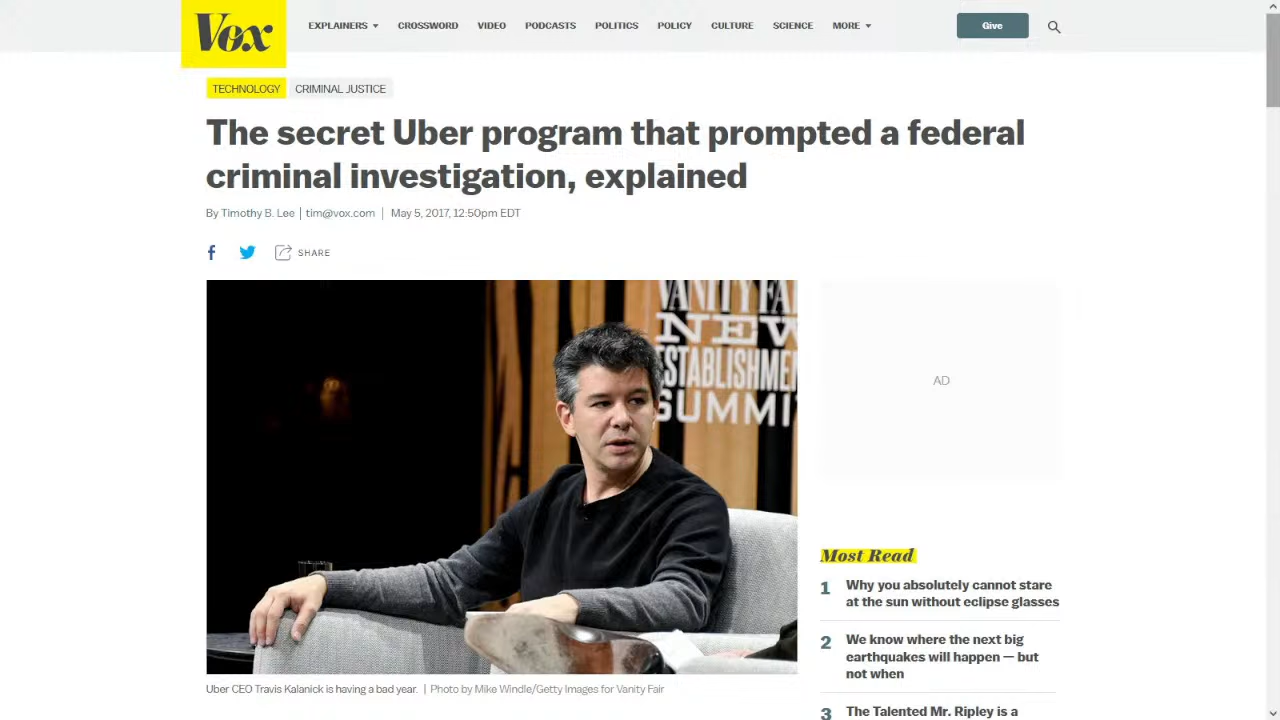 Vox
EXPLAINERS
CROSSWORD
VIDEO
PODCASTS
POLITICS
POLICY
CULTURE
SCIENCE
MORE
Give
TECHNOLOGY
CRIMINAL JUSTICE
The secret Uber program that prompted a federal
criminal investigation, explained
By Timothy B. Lee | tim@vox.com | May 5, 2017, 12:50pm EDT
SHARE
VANITY FAI
NEW
ESTABLISHME
SUMMI
AD
Most Read
1 Why you absolutely cannot stare
at the sun without eclipse glasses
2 We know where the next big
earthquakes will happen — but
not when
3 The Talented Mr. Ripley is a
Uber CEO Travis Kalanick is having a bad year. | Photo by Mike Windle/Getty Images for Vanity Fair